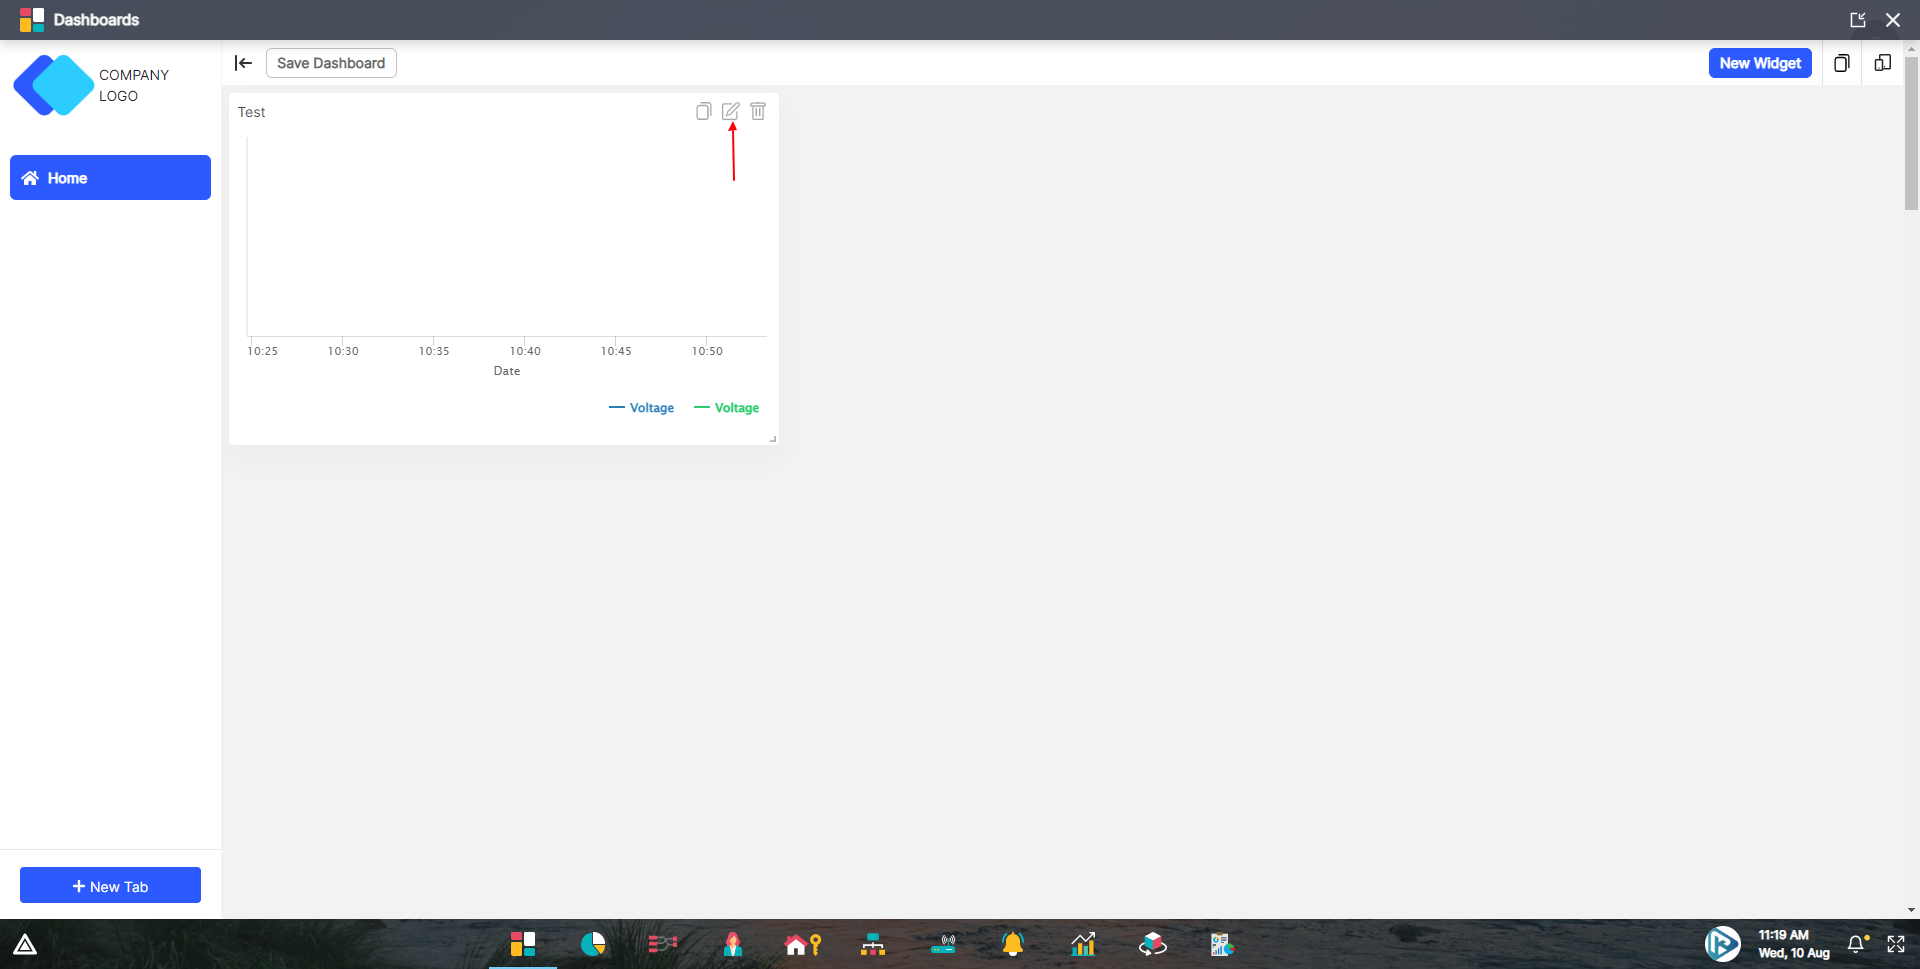 Dashboards
COMPANY
LOGO
Save Dashboard
New Widget
Home
Test
10:25 10:30 10:35 10:40 10:45 10:50
Date
Voltage Voltage
New Tab
11:19 AM
Wed, 10 Aug